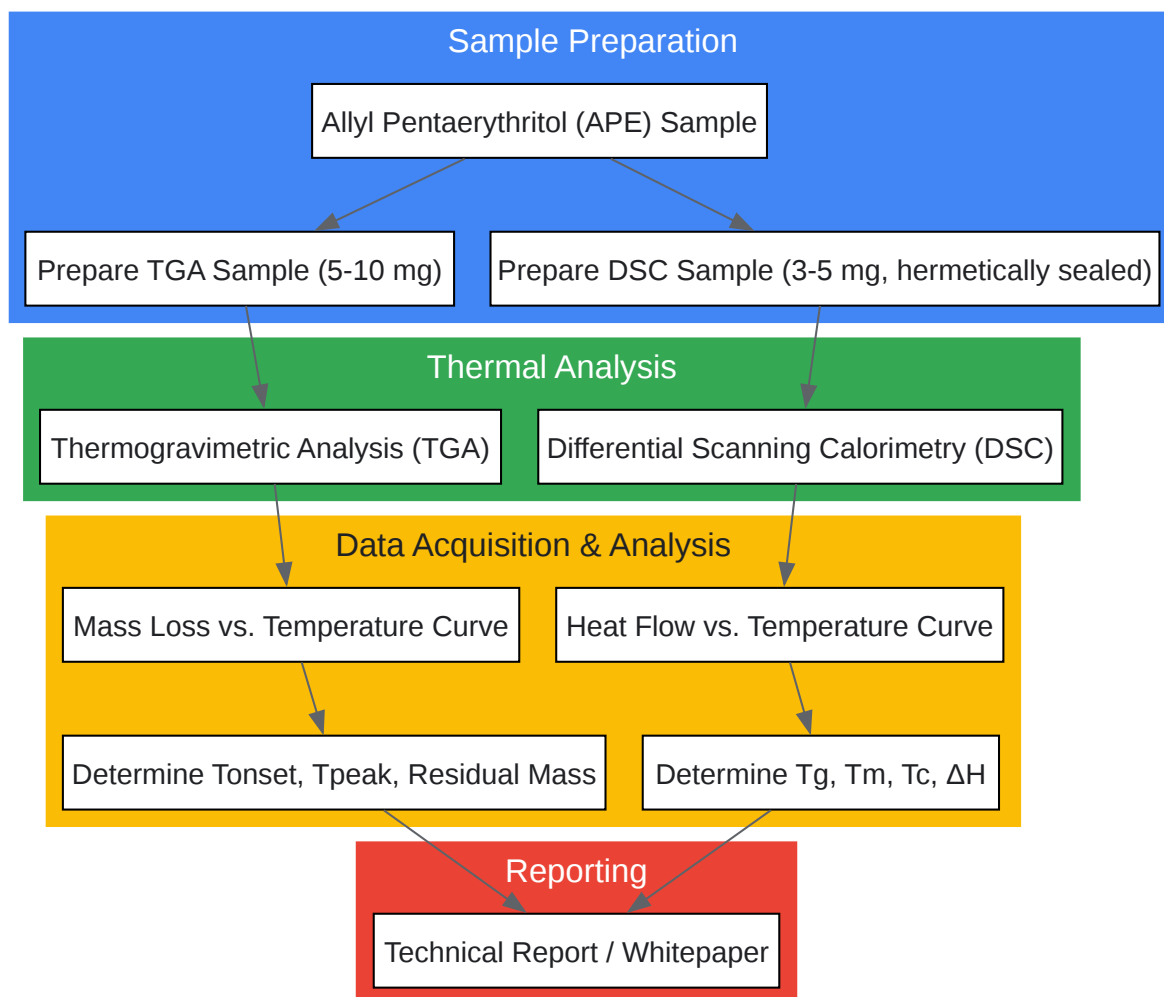 Sample Preparation
Allyl Pentaerythritol (APE) Sample
Prepare TGA Sample (5-10 mg)
Prepare DSC Sample (3-5 mg, hermetically sealed)
Thermal Analysis
Thermogravimetric Analysis (TGA)
Differential Scanning Calorimetry (DSC)
Data Acquisition & Analysis
Mass Loss vs. Temperature Curve
Heat Flow vs. Temperature Curve
Determine Tonset, Tpeak, Residual Mass
Determine Tg, Tm, Tc, ΔH
Reporting
Technical Report / Whitepaper